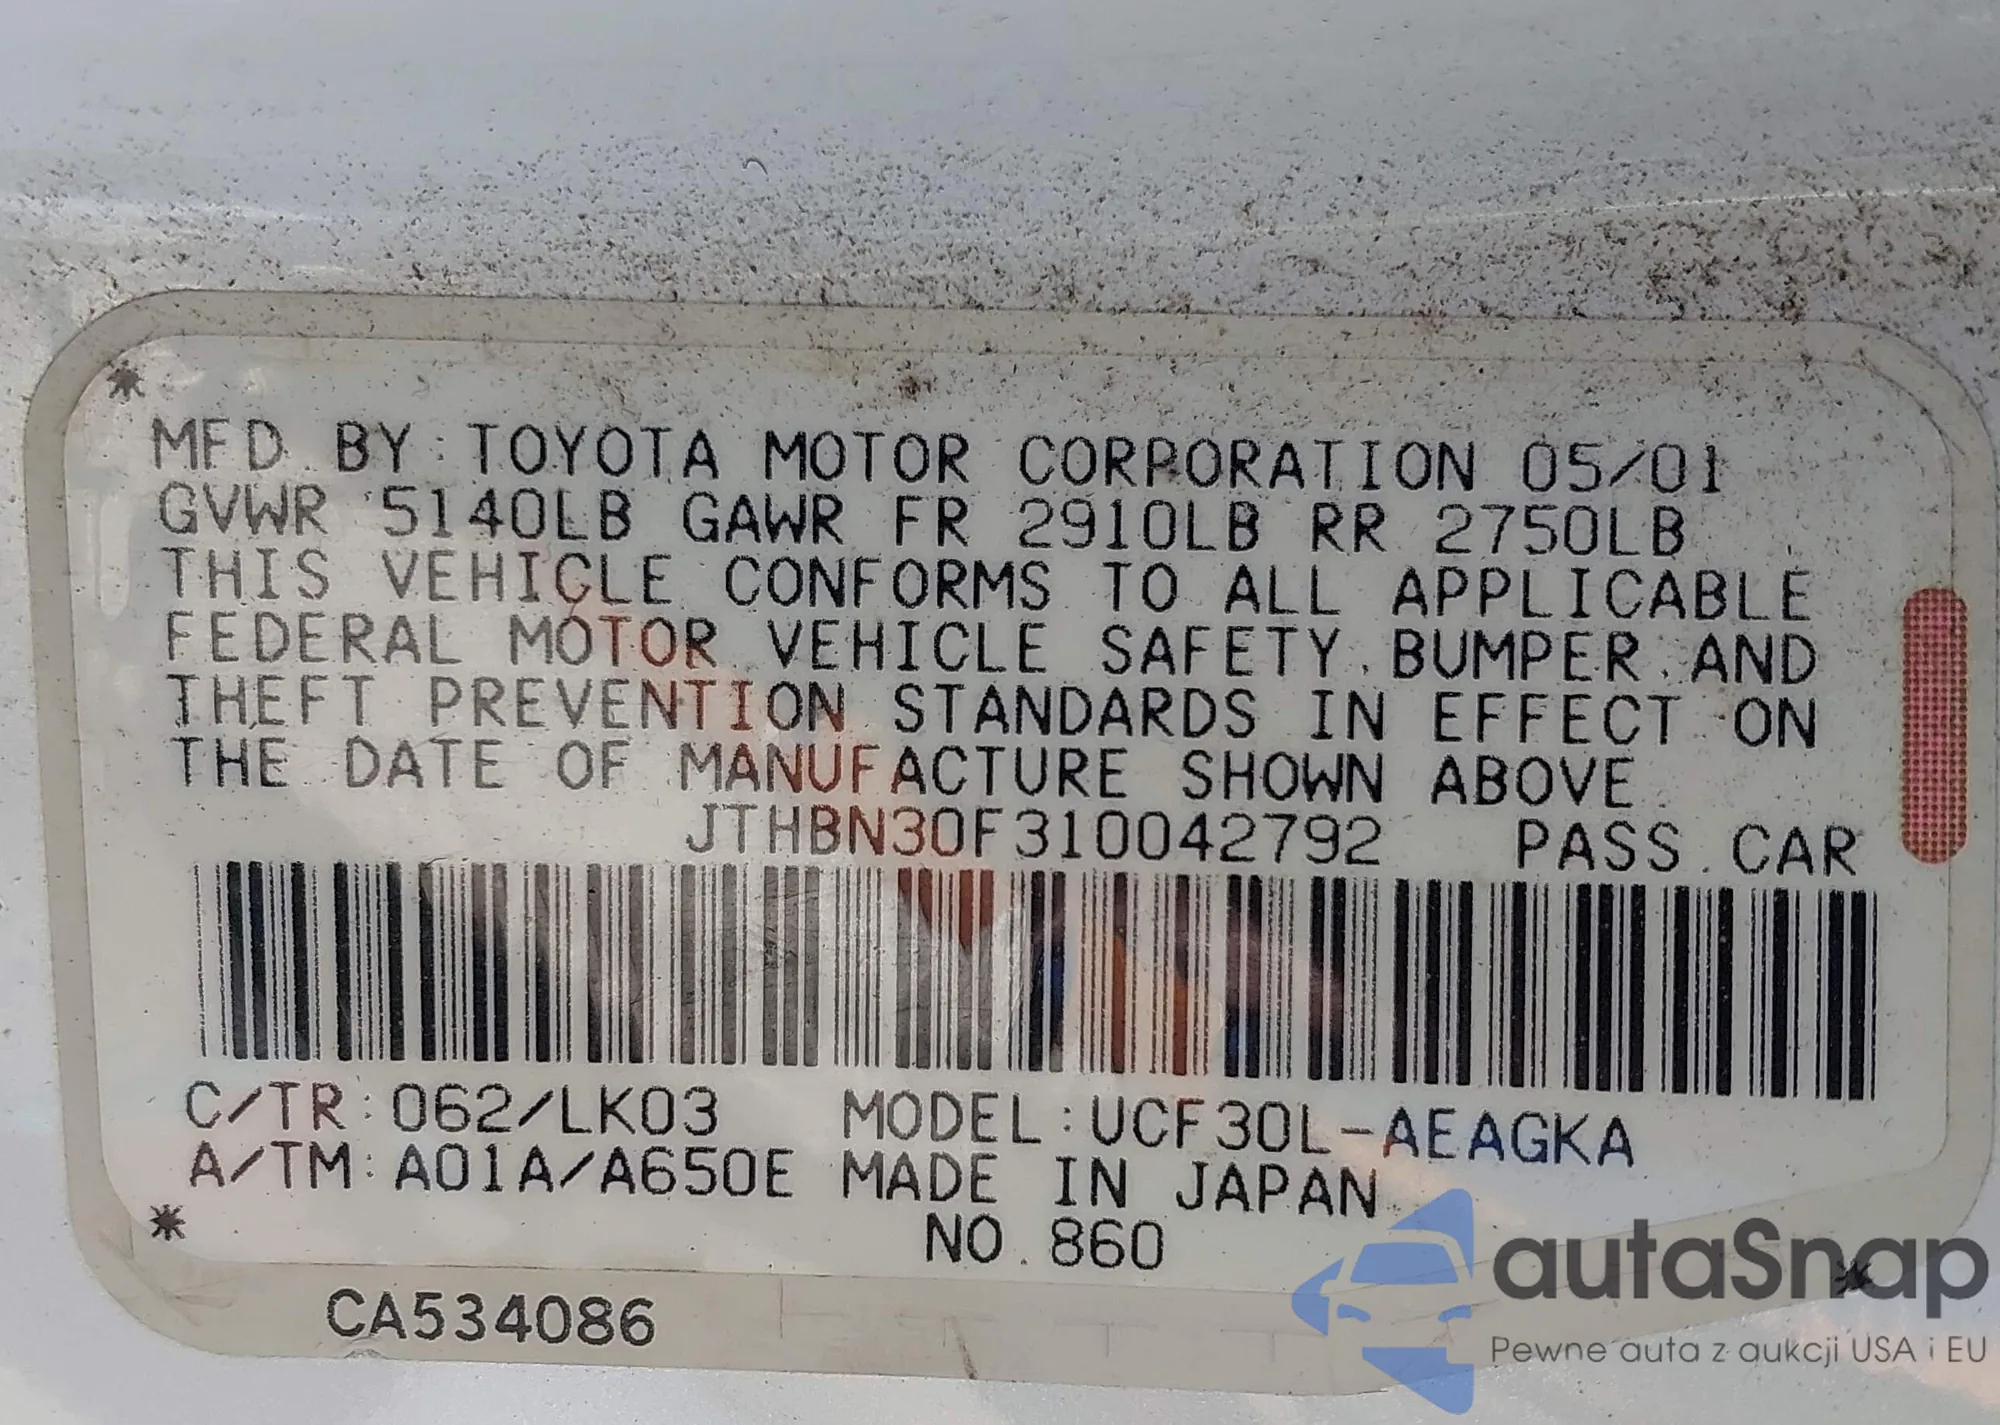 MFD. BY: TOYOTA MOTOR CORPORATION 05/01
GVWR 5140LB GAWR FR 2910LB RR 2750LB
THIS VEHICLE CONFORMS TO ALL APPLICABLE
FEDERAL MOTOR VEHICLE SAFETY, BUMPER, AND
THEFT PREVENTION STANDARDS IN EFFECT ON
THE DATE OF MANUFACTURE SHOWN ABOVE.
JTHBN30F310042792 PASS. CAR
C/TR: 062/LK03 MODEL: UCF30L-AEAGKA
A/TM: A01A/A650E MADE IN JAPAN
NO. 860
CA534086
autaSnap
Pewne auta z aukcji USA i EU